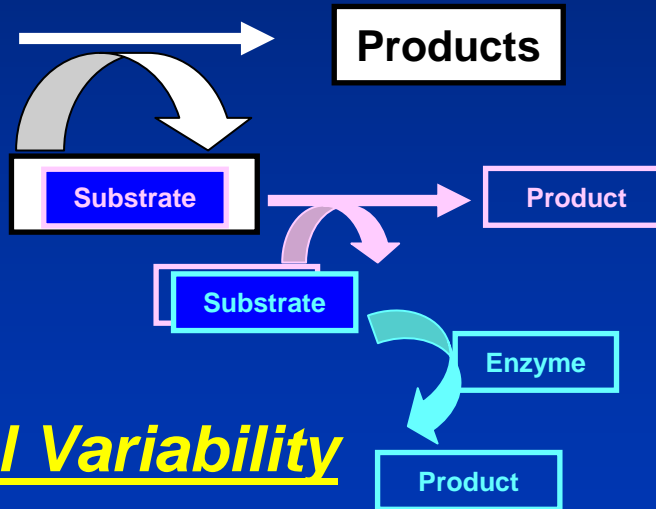 Products
Substrate
Product
Substrate
Enzyme
l Variability
Product